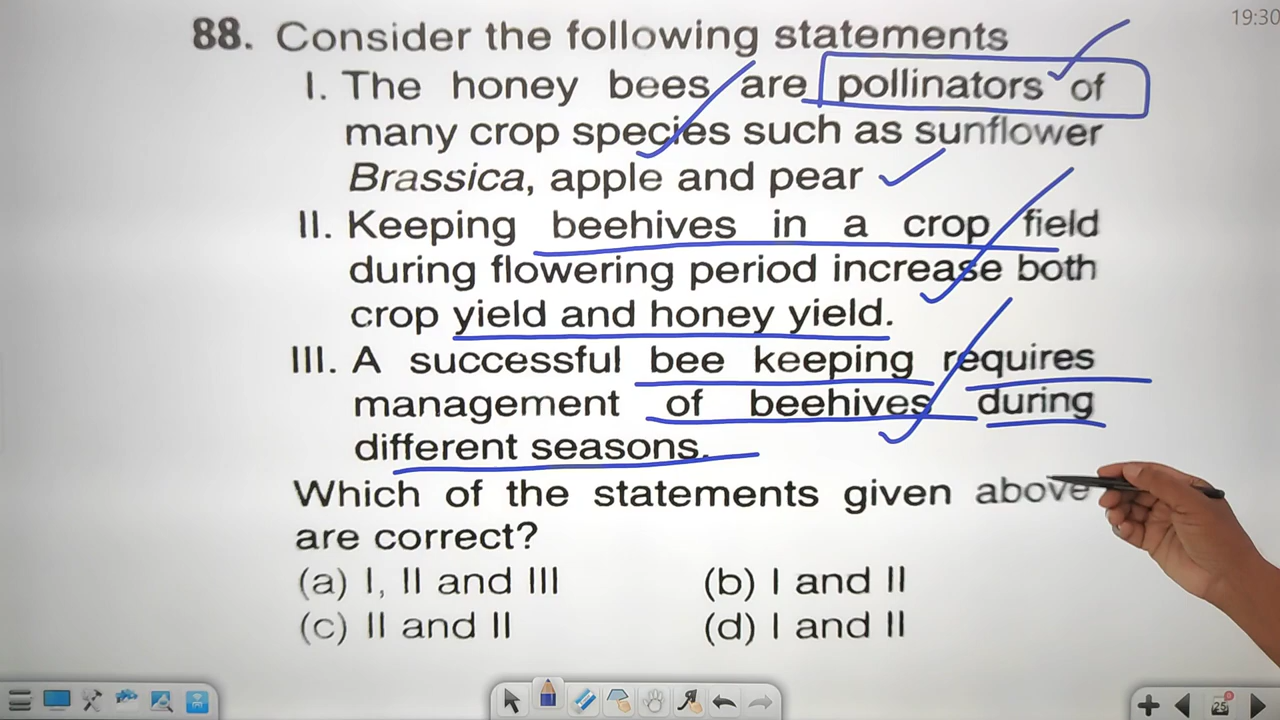 19:30
88. Consider the following statements
I. The honey bees are pollinators of
many crop species such as sunflower
Brassica, apple and pear
II. Keeping beehives in a crop field
during flowering period increase both
crop yield and honey yield.
III. A successful bee keeping requires
management of beehives during
different seasons.
Which of the statements given above
are correct?
(a) I, II and III (b) I and II
(c) II and II (d) I and II
25